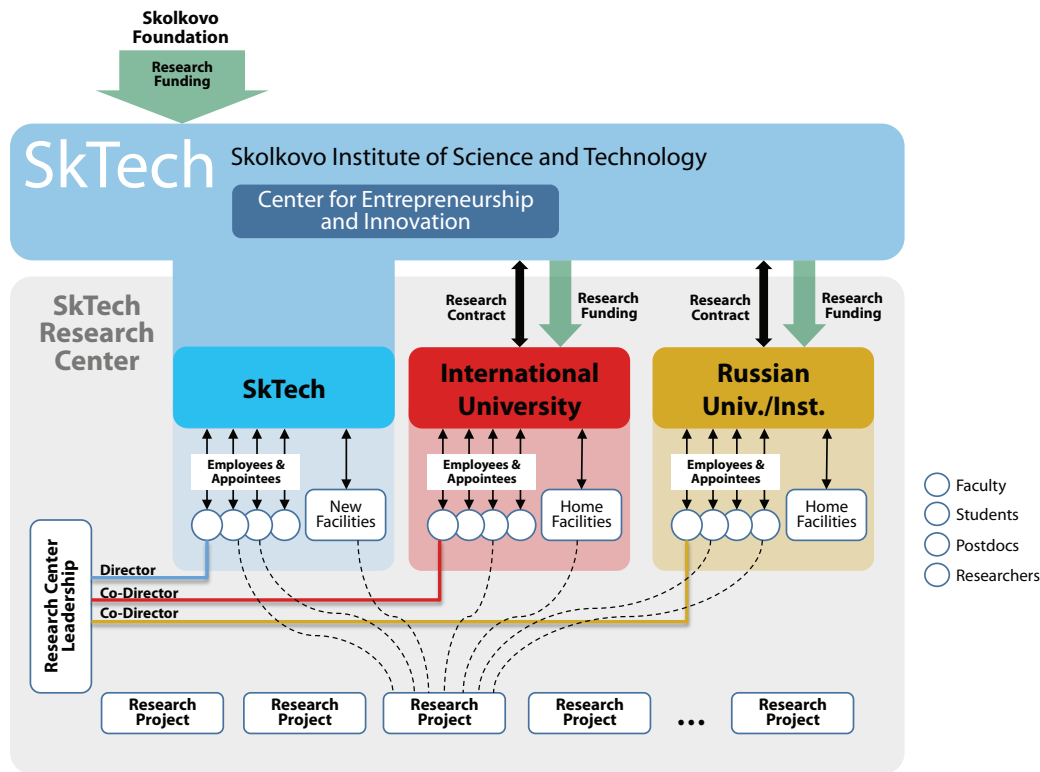 Skolkovo
Foundation
Research
Funding
SkTech
Skolkovo Institute of Science and Technology
Center for Entrepreneurship
and Innovation
SkTech
Research
Center
Research
Contract
Research
Funding
Research
Contract
Research
Funding
SkTech
International
University
Russian
Univ./Inst.
Employees &
Appointees
New
Facilities
Employees &
Appointees
Home
Facilities
Employees &
Appointees
Home
Facilities
Faculty
Students
Postdocs
Researchers
Research Center
Leadership
Director
Co-Director
Co-Director
Research
Project
Research
Project
Research
Project
Research
Project
...
Research
Project